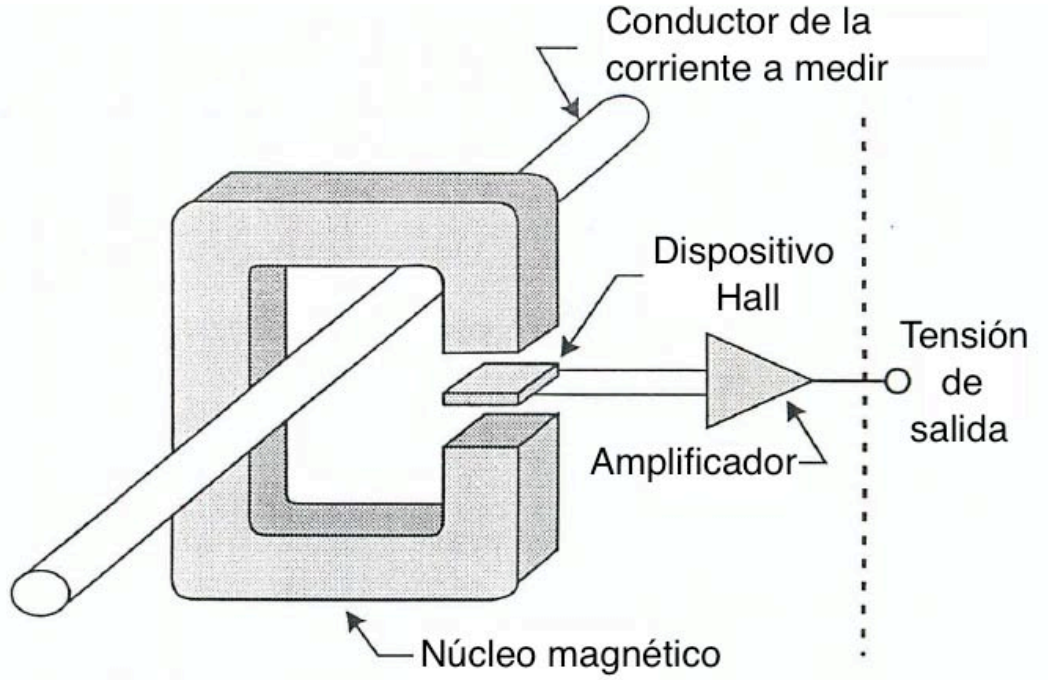 Conductor de la
corriente a medir
Dispositivo
Hall
Tensión
de
salida
Amplificador
Núcleo magnético